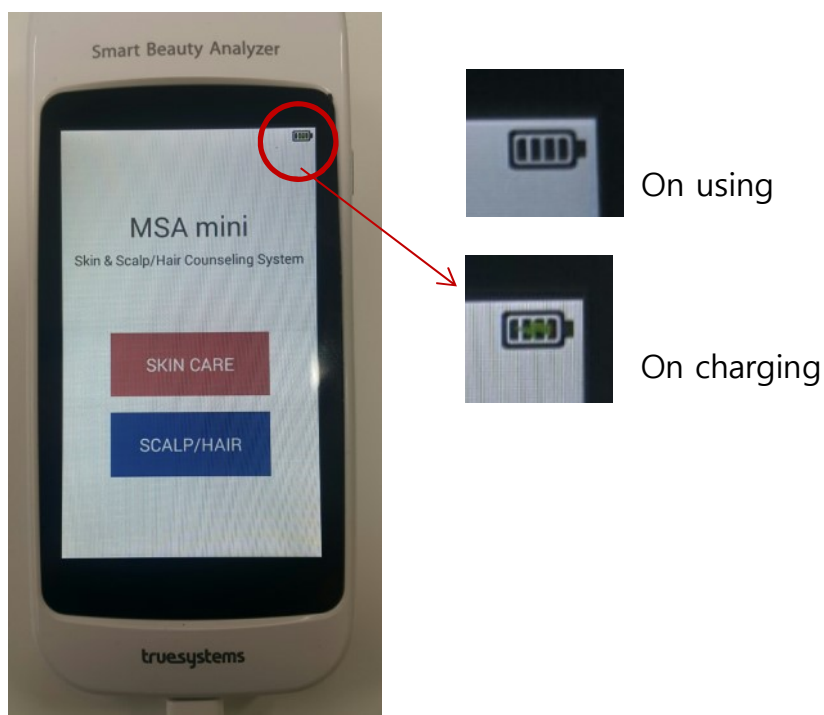 Smart Beauty Analyzer
MSA mini
Skin & Scalp/Hair Counseling System
SKIN CARE
SCALP/HAIR
truesystems
On using
On charging